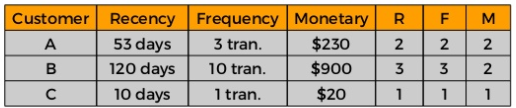 Customer Recency Frequency Monetary R F M
A 53 days 3 tran. $230 2 2 2
B 120 days 10 tran. $900 3 3 2
C 10 days 1 tran. $20 1 1 1